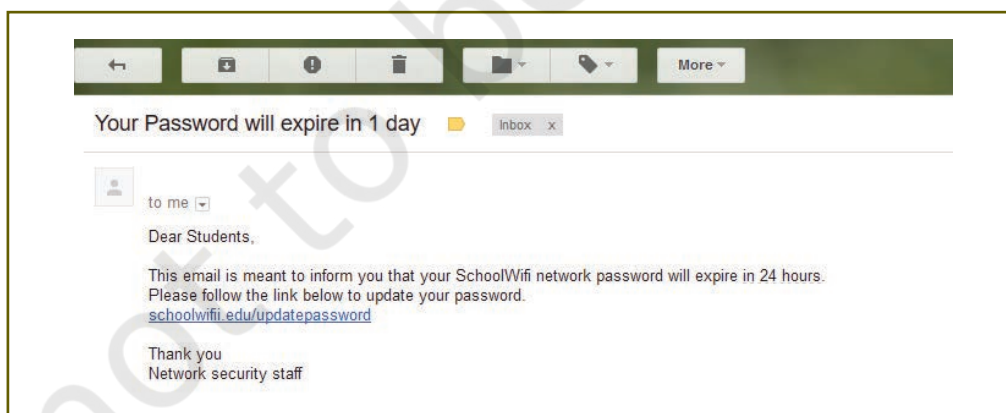 More
Your Password will expire in 1 day
Inbox x
to me
Dear Students,
This email is meant to inform you that your SchoolWifi network password will expire in 24 hours.
Please follow the link below to update your password.
schoolwifii.edu/updatepassword
Thank you
Network security staff
not to b